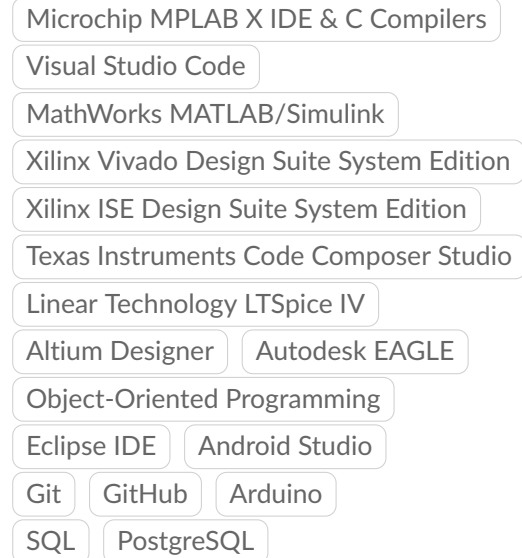 Microchip MPLAB X IDE & C Compilers
Visual Studio Code
MathWorks MATLAB/Simulink
Xilinx Vivado Design Suite System Edition
Xilinx ISE Design Suite System Edition
Texas Instruments Code Composer Studio
Linear Technology LTSpice IV
Altium Designer Autodesk EAGLE
Object-Oriented Programming
Eclipse IDE Android Studio
Git GitHub Arduino
SQL PostgreSQL